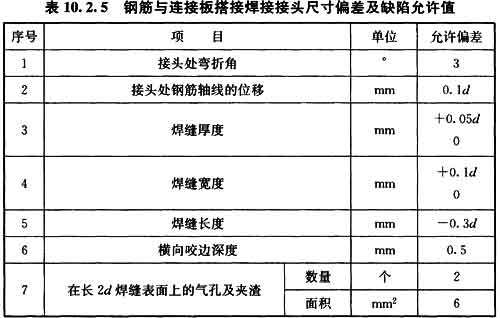 表 10.2.5 钢筋与连接板搭接焊接接头尺寸偏差及缺陷允许值
序号 项 目 单位 允许偏差
1 接头处弯折角 ° 3
2 接头处钢筋轴线的位移 mm 0.1d
3 焊缝厚度 mm +0.05d
0
4 焊缝宽度 mm +0.1d
0
5 焊缝长度 mm -0.3d
6 横向咬边深度 mm 0.5
7 在长 2d 焊缝表面上的气孔及夹渣 数量 个 2
面积 mm² 6